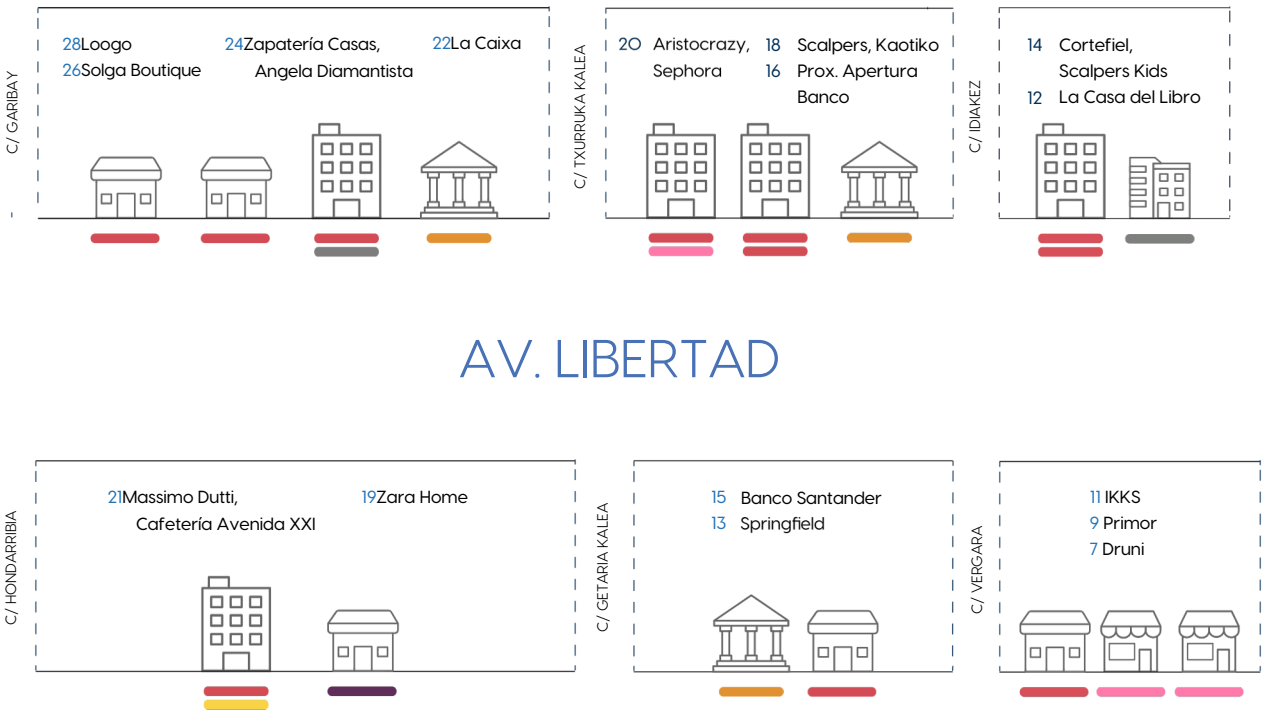 C/ GARIBAY
-
28Loogo
26Solga Boutique
24Zapatería Casas,
Angela Diamantista
22La Caixa
C/ TXURRUKA KALEA
20 Aristocrazy,
Sephora
18 Scalpers, Kaotiko
16 Prox. Apertura
Banco
C/ IDIAKEZ
14 Cortefiel,
Scalpers Kids
12 La Casa del Libro
AV. LIBERTAD
C/ HONDARRIBIA
21Massimo Dutti,
Cafetería Avenida XXI
19Zara Home
C/ GETARIA KALEA
15 Banco Santander
13 Springfield
C/ VERGARA
11 IKKS
9 Primor
7 Druni